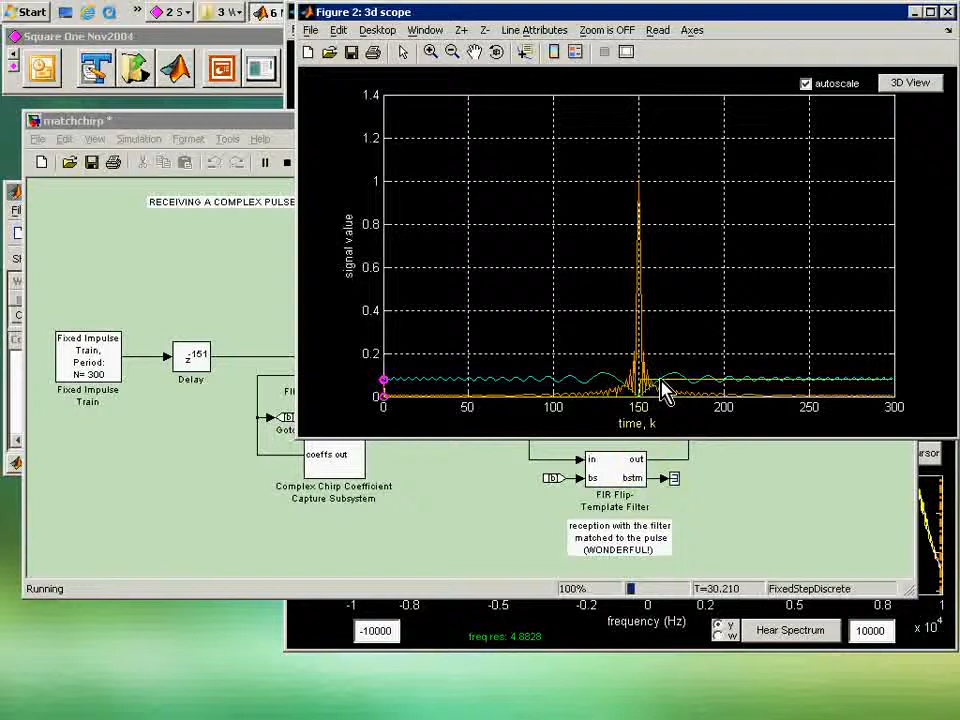 Start
2 S
3 W
6
Square One Nov2004
Figure 2: 3d scope
File Edit Desktop Window Z+ Z- Line Attributes Zoom is OFF Read Axes
autoscale
3D View
1.4
1.2
1
0.8
0.6
0.4
0.2
0
signal value
0 50 100 150 200 250 300
time, k
matchchirp *
File Edit View Simulation Format Tools Help
RECEIVING A COMPLEX PULSE
Fixed Impulse
Train,
Period:
N= 300
Fixed Impulse
Train
z-151
Delay
[b]
coeffs out
Complex Chirp Coefficient
Capture Subsystem
in out
[b] bs bstm
FIR Flip-
Template Filter
reception with the filter
matched to the pulse
(WONDERFUL!)
Running 100% T=30.210 FixedStepDiscrete
-1 -0.8 -0.5 -0.2 0 0.2 0.5 0.8 1
frequency (Hz)
x 10^4
-10000
freq res: 4.8828
y
w
Hear Spectrum
10000